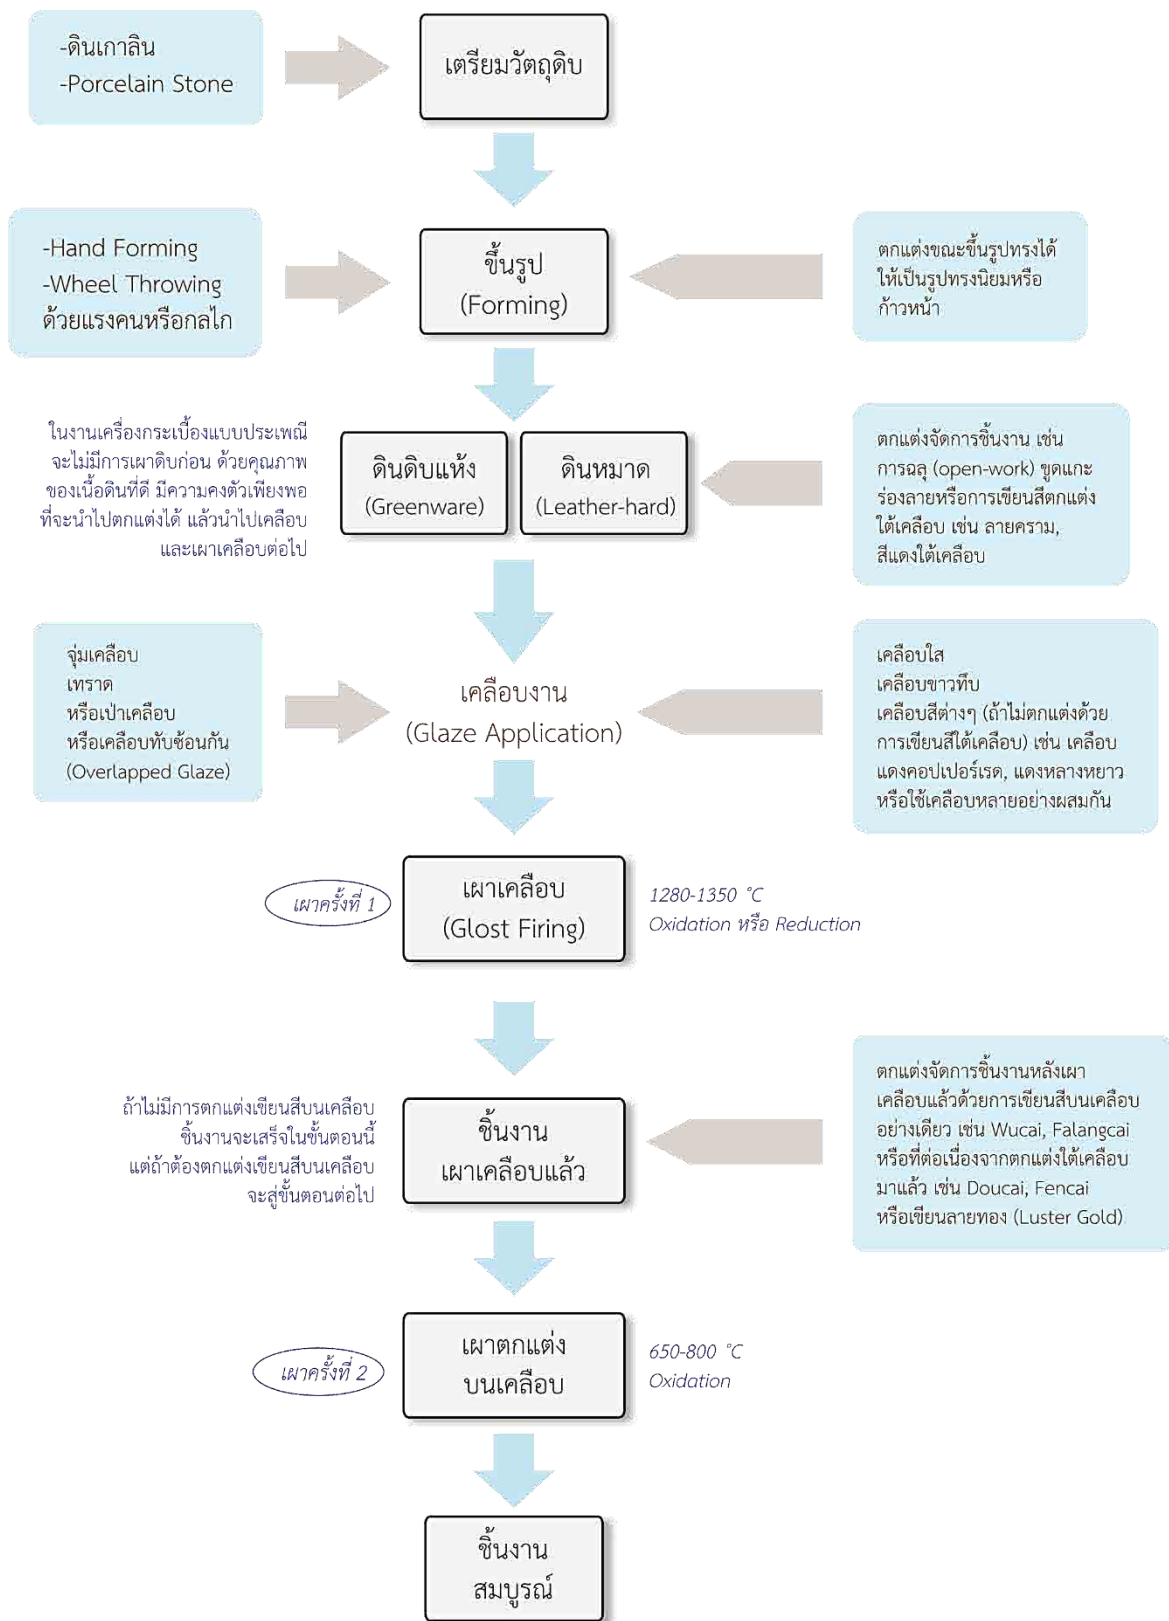 -ดินเกาลิน
-Porcelain Stone
เตรียมวัตถุดิบ
-Hand Forming
-Wheel Throwing
ด้วยแรงคนหรือกลไก
ขึ้นรูป
(Forming)
ตกแต่งขณะขึ้นรูปทรงได้
ให้เป็นรูปทรงนิยมหรือ
ก้าวหน้า
ในงานเครื่องกระเบื้องแบบประเพณี
จะไม่มีการเผาดิบก่อน ด้วยคุณภาพ
ของเนื้อดินที่ดี มีความคงตัวเพียงพอ
ที่จะนำไปตกแต่งได้ แล้วนำไปเคลือบ
และเผาเคลือบต่อไป
ดินดิบแห้ง
(Greenware)
ดินหมาด
(Leather-hard)
ตกแต่งจัดการชิ้นงาน เช่น
การฉลุ (open-work) ขูดแกะ
ร่องลายหรือการเขียนสีตกแต่ง
ใต้เคลือบ เช่น ลายคราม,
สีแดงใต้เคลือบ
จุ่มเคลือบ
เทราด
หรือเป่าเคลือบ
หรือเคลือบทับซ้อนกัน
(Overlapped Glaze)
เคลือบงาน
(Glaze Application)
เคลือบใส
เคลือบขาวทึบ
เคลือบสีต่างๆ (ถ้าไม่ตกแต่งด้วย
การเขียนสีใต้เคลือบ) เช่น เคลือบ
แดงคอปเปอร์เรด, แดงหลางหยาว
หรือใช้เคลือบหลายอย่างผสมกัน
เผาครั้งที่ 1
เผาเคลือบ
(Glost Firing)
1280-1350 °C
Oxidation หรือ Reduction
ถ้าไม่มีการตกแต่งเขียนสีบนเคลือบ
ชิ้นงานจะเสร็จในขั้นตอนนี้
แต่ถ้าต้องตกแต่งเขียนสีบนเคลือบ
จะสู่ขั้นตอนต่อไป
ชิ้นงาน
เผาเคลือบแล้ว
ตกแต่งจัดการชิ้นงานหลังเผา
เคลือบแล้วด้วยการเขียนสีบนเคลือบ
อย่างเดียว เช่น Wucai, Falangcai
หรือที่ต่อเนื่องจากตกแต่งใต้เคลือบ
มาแล้ว เช่น Doucai, Fencai
หรือเขียนลายทอง (Luster Gold)
เผาครั้งที่ 2
เผาตกแต่ง
บนเคลือบ
650-800 °C
Oxidation
ชิ้นงาน
สมบูรณ์